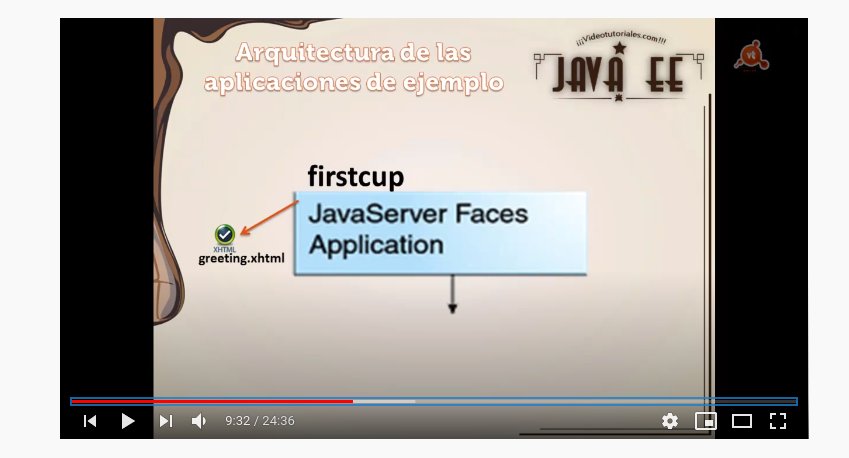 Arquitectura de las
aplicaciones de ejemplo
¡¡¡Videotutoriales.com!!!
JAVA EE
vt
firstcup
JavaServer Faces
Application
XHTML
greeting.xhtml
9:32 / 24:36